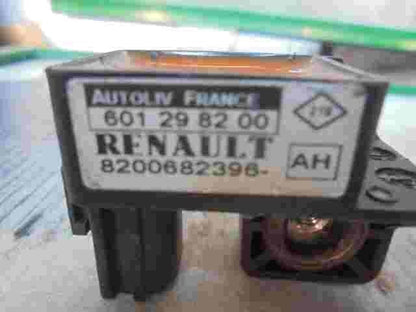 AUTOLIV FRANCE
601 29 82 00
RENAULT
8200682396-
AH